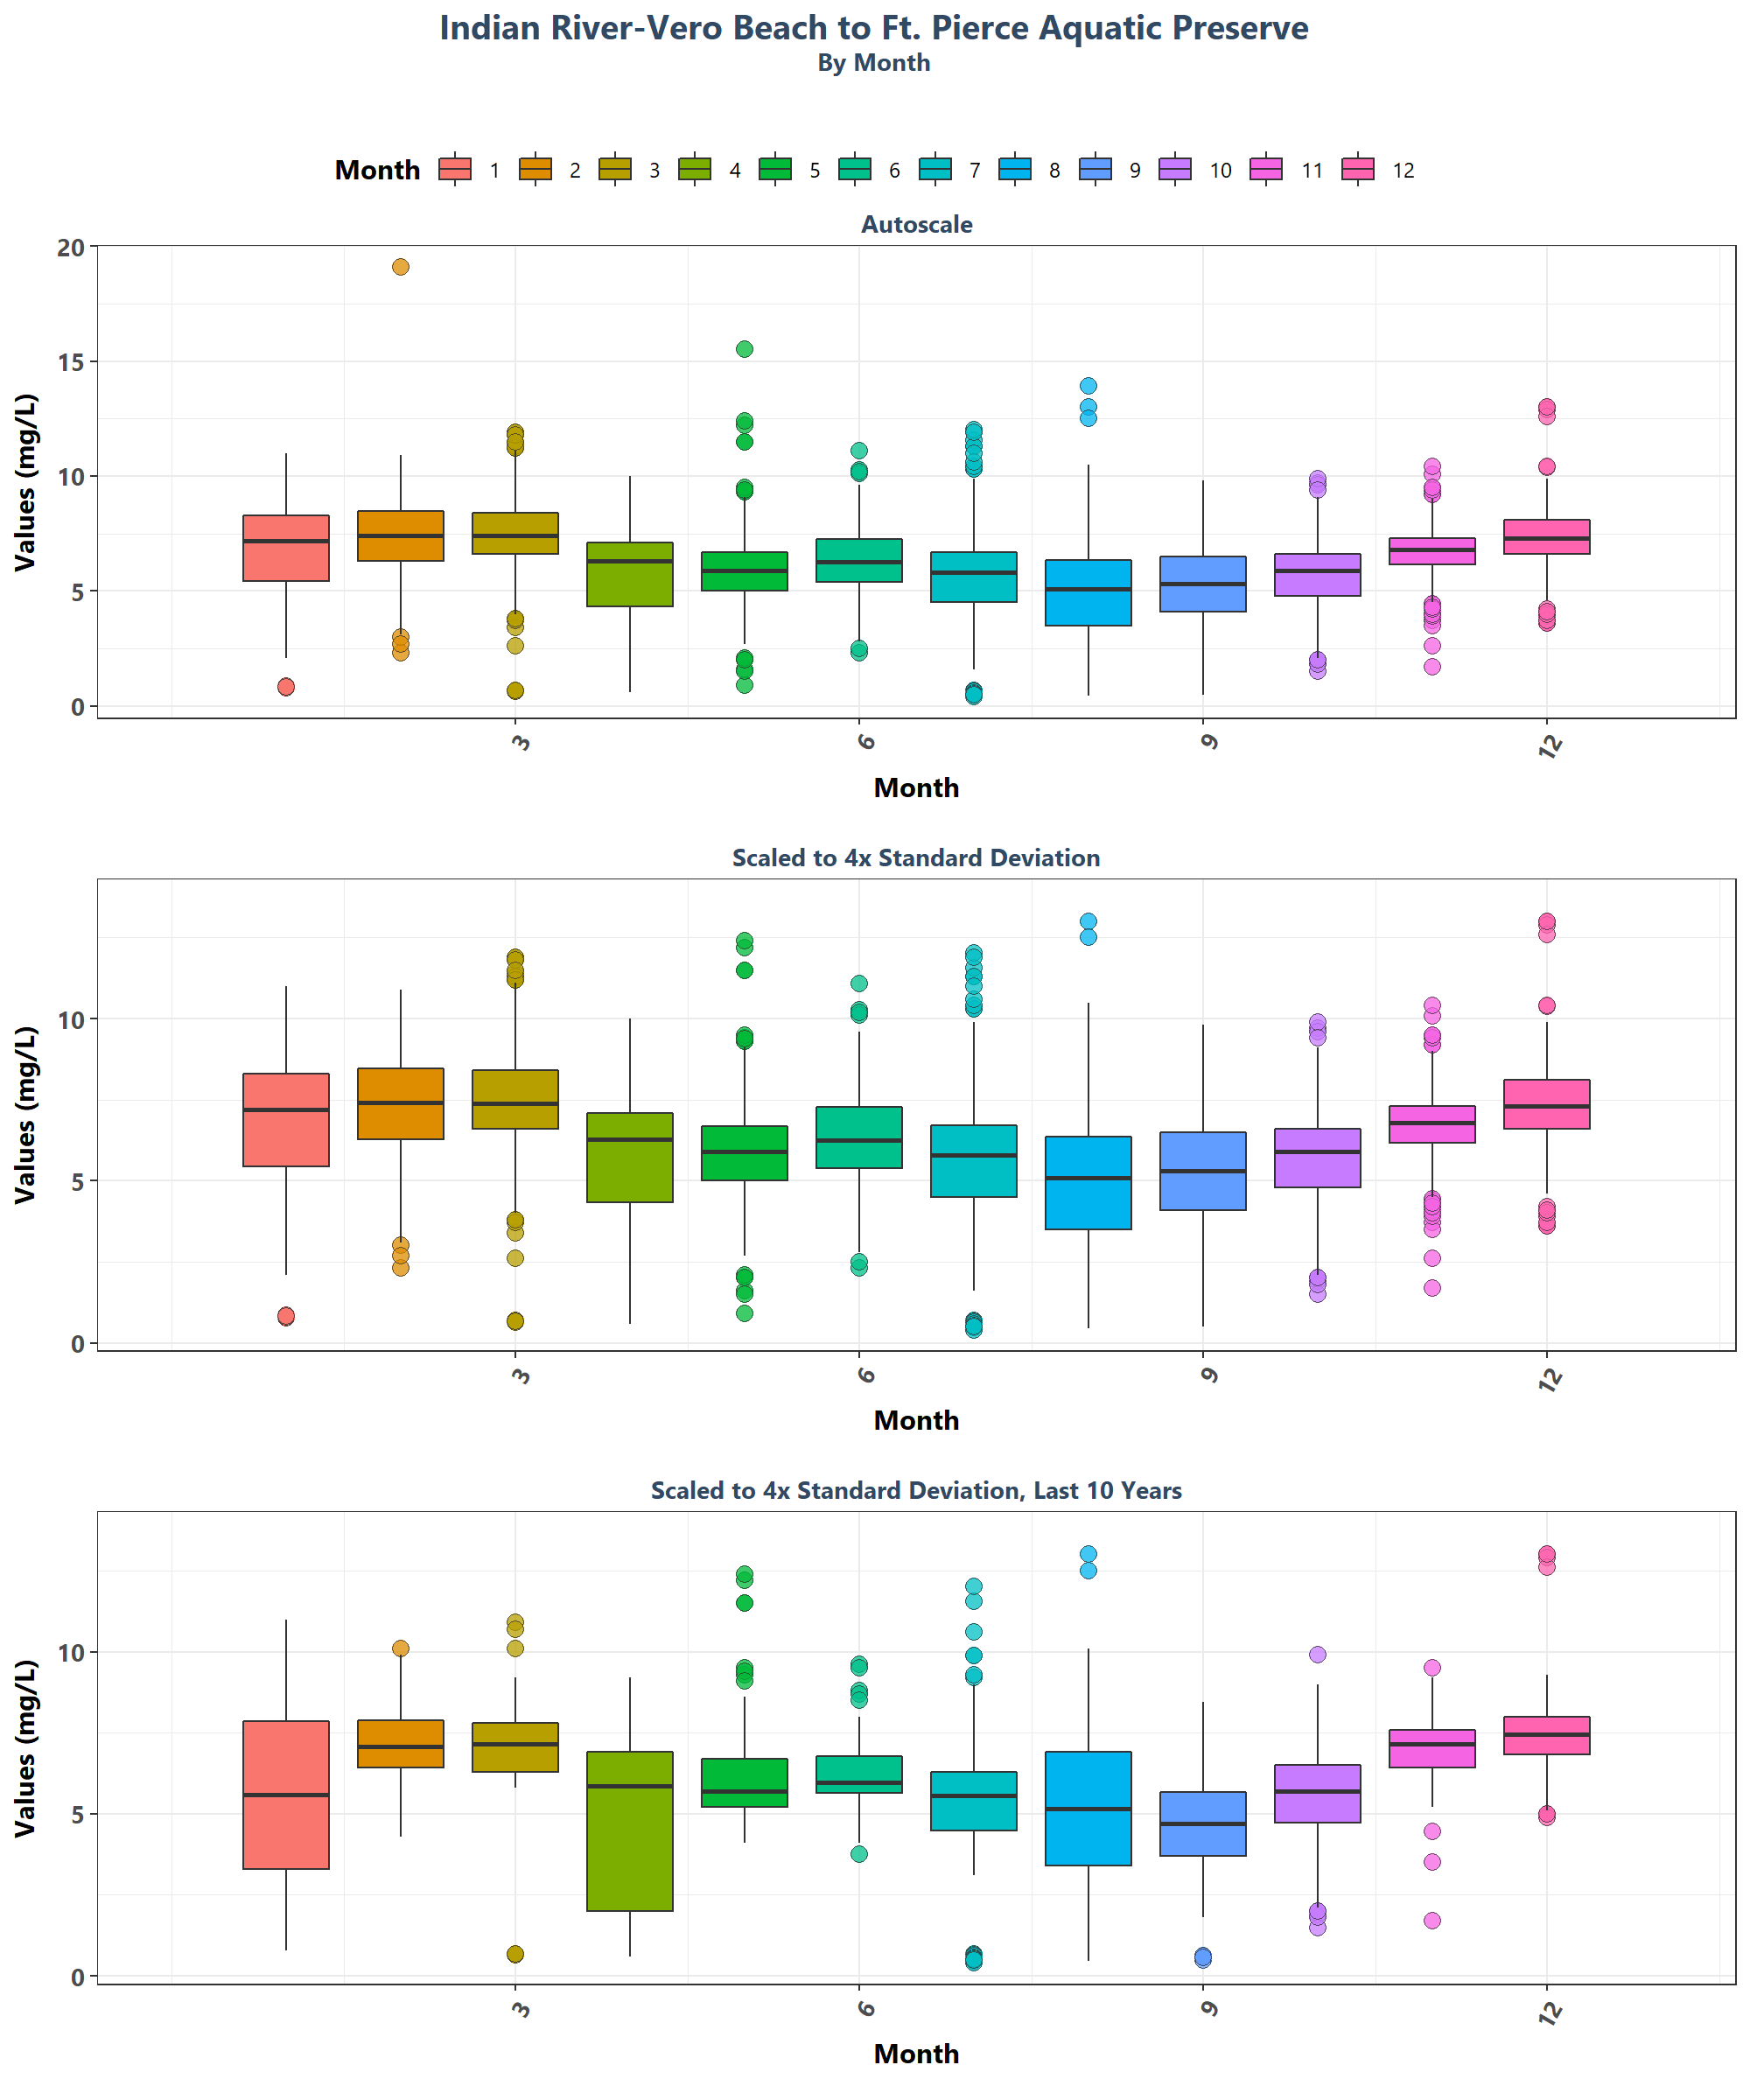 Indian River-Vero Beach to Ft. Pierce Aquatic Preserve
By Month
Month 1 2 3 4 5 6 7 8 9 10 11 12
Autoscale
Values (mg/L)
20
15
10
5
0
3 6 9 12
Month
Scaled to 4x Standard Deviation
Values (mg/L)
10
5
0
3 6 9 12
Month
Scaled to 4x Standard Deviation, Last 10 Years
Values (mg/L)
10
5
0
3 6 9 12
Month